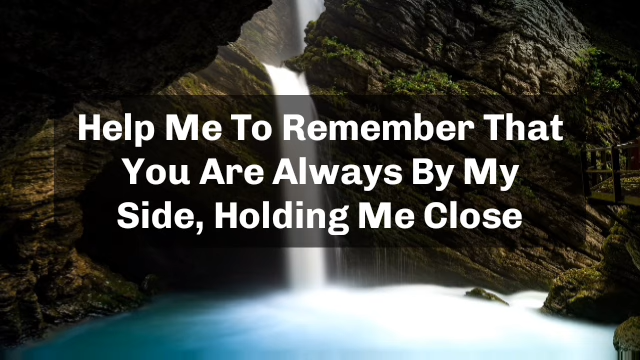 Help Me To Remember That
You Are Always By My
Side, Holding Me Close